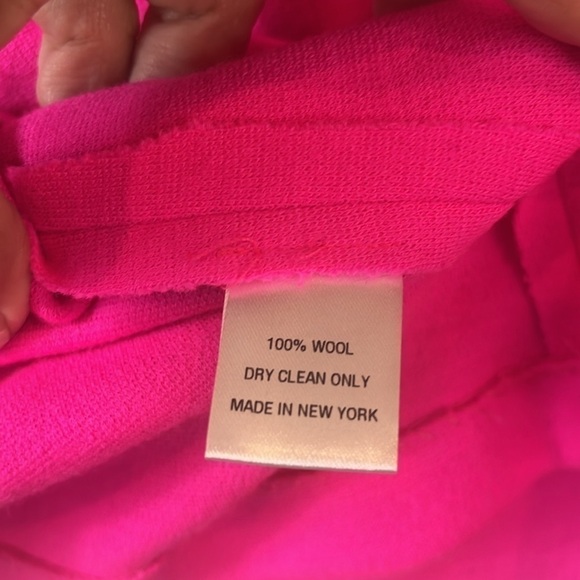 100% WOOL
DRY CLEAN ONLY
MADE IN NEW YORK